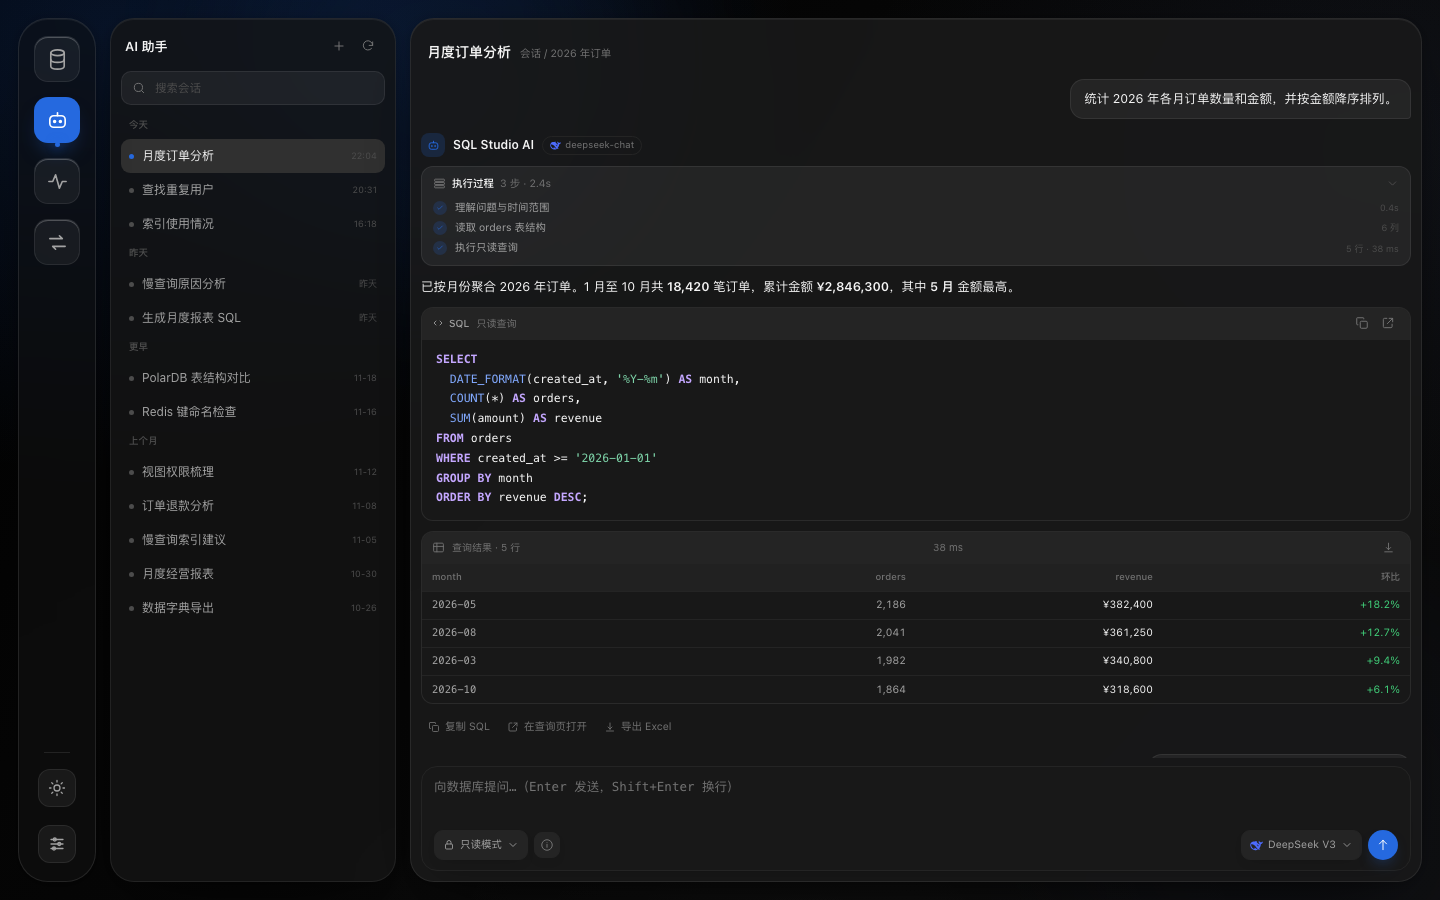 AI 助手
搜索会话
今天
月度订单分析 22:04
查找重复用户 20:31
索引使用情况 16:18
昨天
慢查询原因分析 昨天
生成月度报表 SQL 昨天
更早
PolarDB 表结构对比 11-18
Redis 键命名检查 11-16
上个月
视图权限梳理 11-12
订单退款分析 11-08
慢查询索引建议 11-05
月度经营报表 10-30
数据字典导出 10-26
月度订单分析 会话 / 2026 年订单
统计 2026 年各月订单数量和金额，并按金额降序排列。
SQL Studio AI deepseek-chat
执行过程 3 步 · 2.4s
理解问题与时间范围 0.4s
读取 orders 表结构 6 列
执行只读查询 5 行 · 38 ms
已按月份聚合 2026 年订单。1 月至 10 月共 18,420 笔订单，累计金额 ¥2,846,300，其中 5 月 金额最高。
SQL 只读查询
SELECT
DATE_FORMAT(created_at, '%Y-%m') AS month,
COUNT(*) AS orders,
SUM(amount) AS revenue
FROM orders
WHERE created_at >= '2026-01-01'
GROUP BY month
ORDER BY revenue DESC;
查询结果 · 5 行 38 ms
month orders revenue 环比
2026-05 2,186 ¥382,400 +18.2%
2026-08 2,041 ¥361,250 +12.7%
2026-03 1,982 ¥340,800 +9.4%
2026-10 1,864 ¥318,600 +6.1%
复制 SQL 在查询页打开 导出 Excel
向数据库提问… (Enter 发送，Shift+Enter 换行)
只读模式 DeepSeek V3